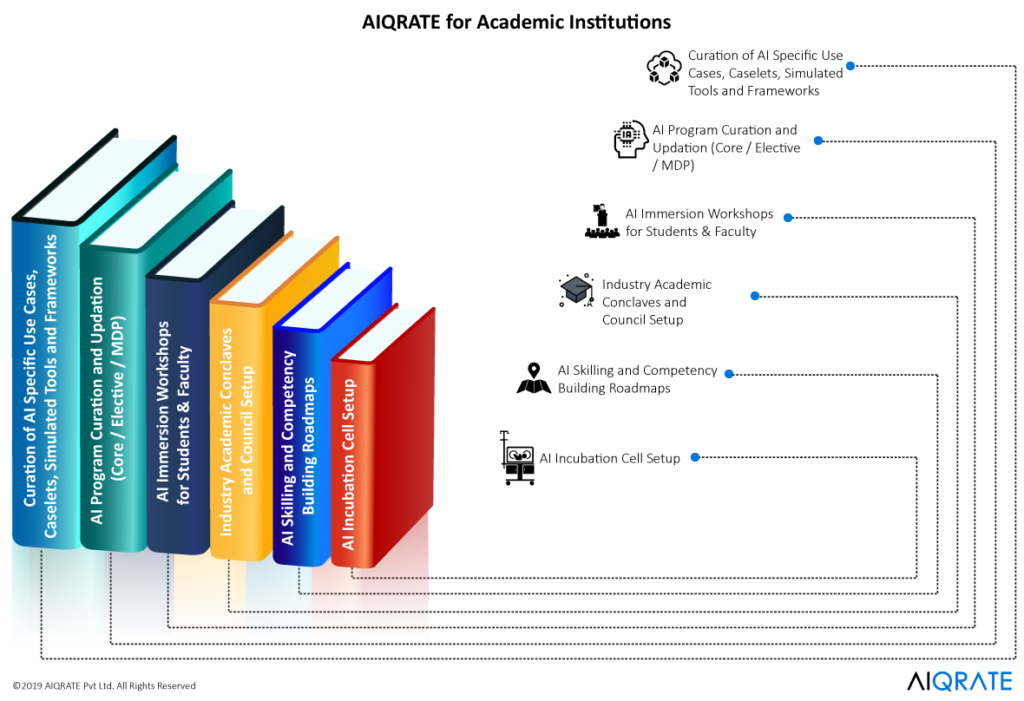 AIQRATE for Academic Institutions
Curation of AI Specific Use
Cases, Caselets, Simulated
Tools and Frameworks
AI Program Curation and
Updation (Core / Elective
/ MDP)
AI Immersion Workshops
for Students & Faculty
Industry Academic
Conclaves and
Council Setup
AI Skilling and Competency
Building Roadmaps
AI Incubation Cell Setup
Curation of AI Specific Use Cases,
Caselets, Simulated Tools and Frameworks
AI Program Curation and Updation
(Core / Elective / MDP)
AI Immersion Workshops
for Students & Faculty
Industry Academic Conclaves
and Council Setup
AI Skilling and Competency
Building Roadmaps
AI Incubation Cell Setup
©2019 AIQRATE Pvt Ltd. All Rights Reserved
AIQRATE